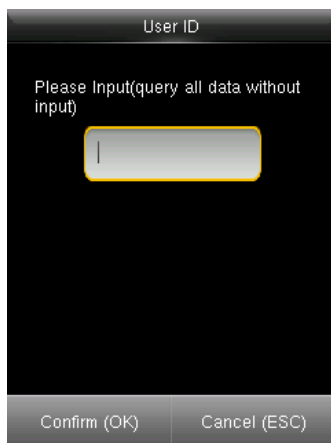 User ID
Please Input(query all data without
input)
Confirm (OK)
Cancel (ESC)